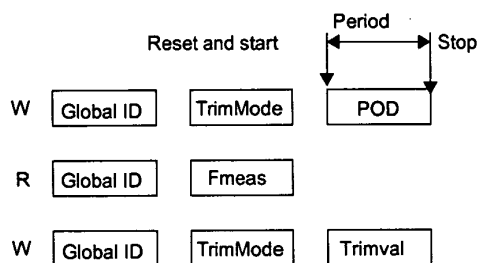 Period
Reset and start Stop
W Global ID TrimMode POD
R Global ID Fmeas
W Global ID TrimMode Trimval